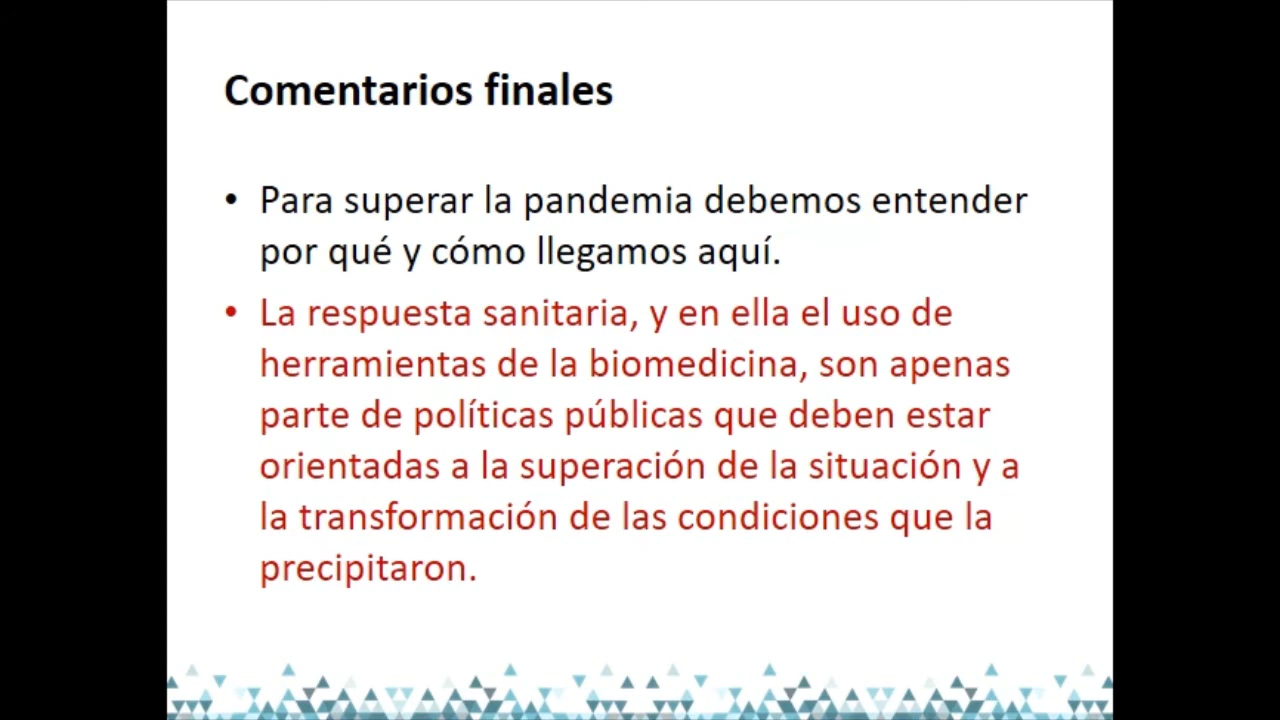 Comentarios finales
• Para superar la pandemia debemos entender
por qué y cómo llegamos aquí.
• La respuesta sanitaria, y en ella el uso de
herramientas de la biomedicina, son apenas
parte de políticas públicas que deben estar
orientadas a la superación de la situación y a
la transformación de las condiciones que la
precipitaron.